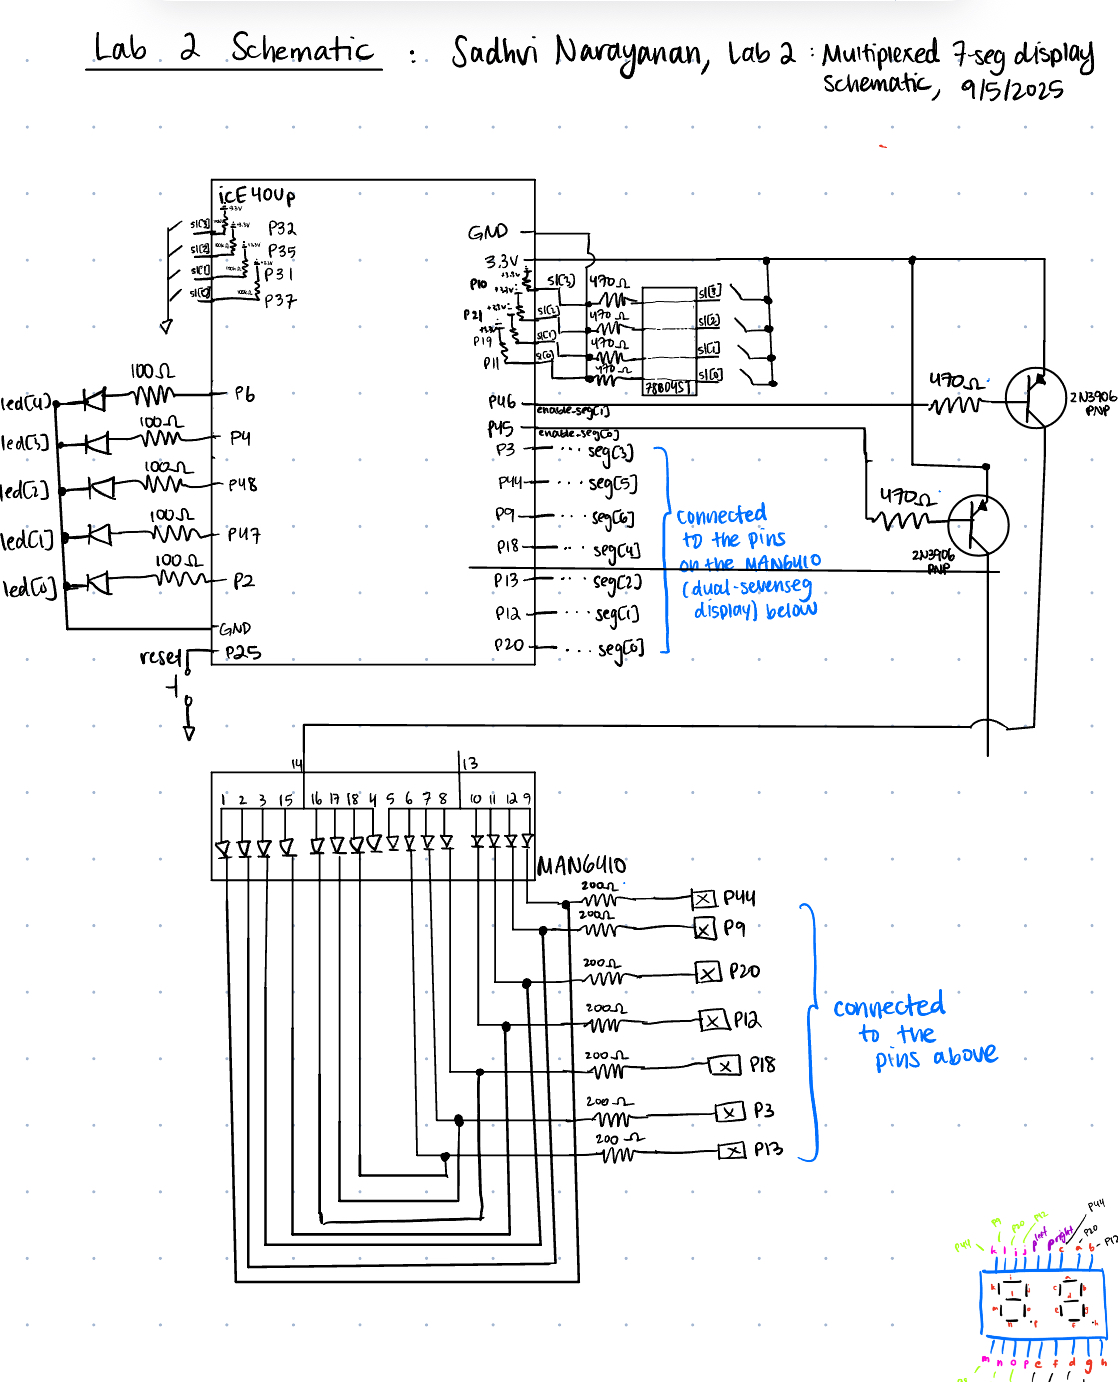 Lab 2 Schematic : Sadhvi Narayanan, Lab 2 : Multiplexed 7-seg display
Schematic, 9/5/2025
iCE40Up
+3.3V
s1[3] P32
s1[2] P35
s1[1] P31
s1[0] P37
GND
3.3V
P10 s1[3] 470Ω s1[3]
P21 s1[2] 470Ω s1[2]
P19 s1[1] 470Ω s1[1]
P11 s1[0] 470Ω s1[0]
78B04ST
led[4] 100Ω P6
led[3] 100Ω P4
led[2] 100Ω P48
led[1] 100Ω P47
led[0] 100Ω P2
GND
reset P25
P46 enable-seg[1] 470Ω 2N3906
PNP
P45 enable-seg[0] 470Ω 2N3906
PNP
P3 ... seg[3]
P44 ... seg[5]
P9 ... seg[6]
P18 ... seg[4]
P13 ... seg[2]
P12 ... seg[1]
P20 ... seg[0]
connected
to the pins
on the MAN6410
(dual-sevenseg
display) below
14 13
1 2 3 15 16 17 18 4 5 6 7 8 10 11 12 9
MAN6410
200Ω P44
200Ω P9
200Ω P20
200Ω P12
200Ω P18
200Ω P3
200Ω P13
connected
to the
pins above
P44 P9 P20 P12 P44 P20 P12
k l i j pleft pright c a b
m n o p e f d g h